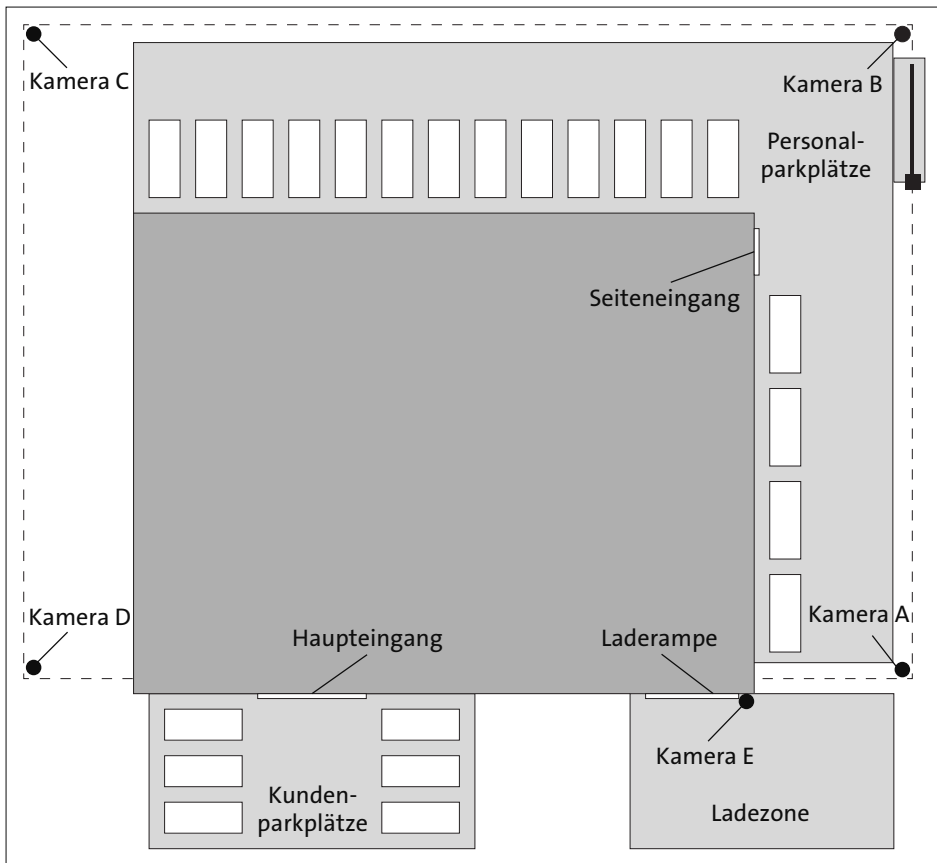 Kamera C
Kamera B
Personal-
parkplätze
Seiteneingang
Kamera D
Haupteingang
Laderampe
Kamera A
Kamera E
Kunden-
parkplätze
Ladezone